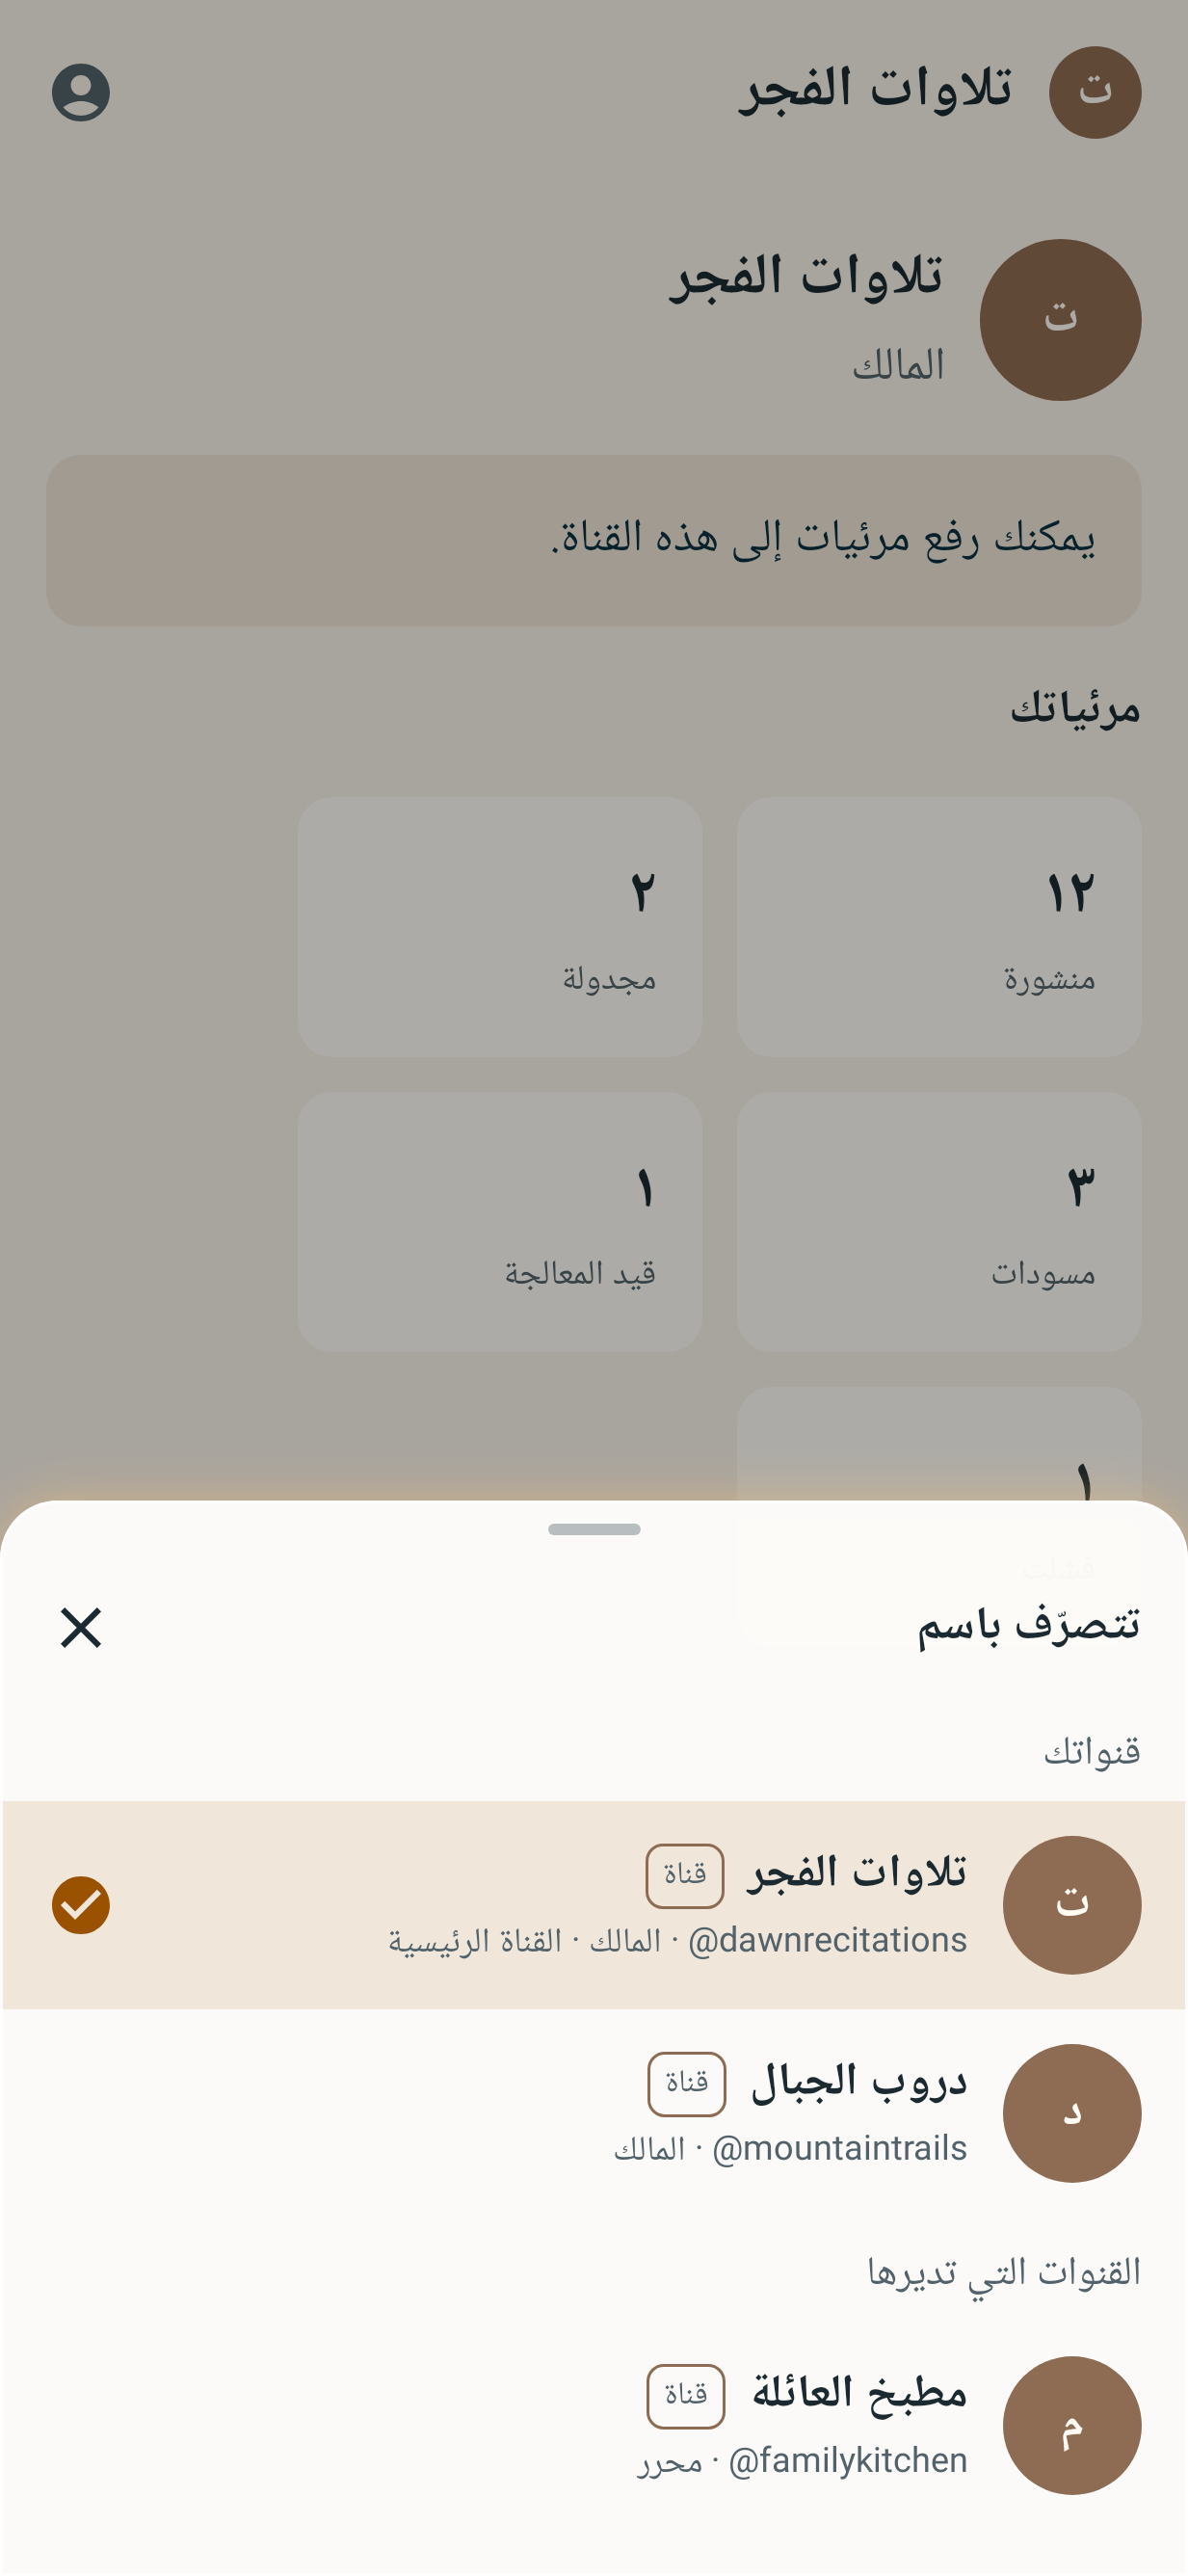 ت تلاوات الفجر
ت
تلاوات الفجر
المالك
يمكنك رفع مرئيات إلى هذه القناة.
مرئياتك
١٢
منشورة
٢
مجدولة
٣
مسودات
١
قيد المعالجة
١
فشلت
تتصرّف باسم
قنواتك
ت
تلاوات الفجر قناة
@dawnrecitations · المالك · القناة الرئيسية
د
دروب الجبال قناة
@mountaintrails · المالك
القنوات التي تديرها
م
مطبخ العائلة قناة
@familykitchen · محرر